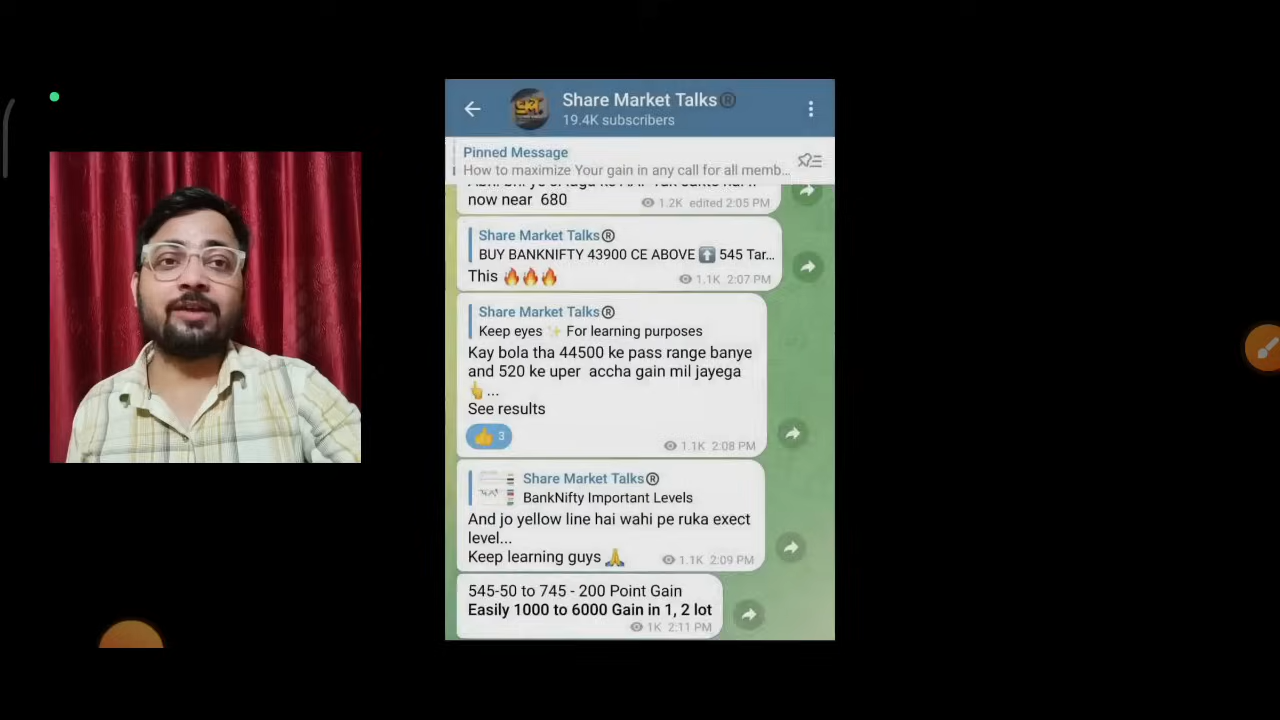 Share Market Talks®
19.4K subscribers
Pinned Message
How to maximize Your gain in any call for all memb...
now near 680
1.2K edited 2:05 PM
Share Market Talks®
BUY BANKNIFTY 43900 CE ABOVE ⬆️ 545 Tar...
This 🔥🔥🔥
1.1K 2:07 PM
Share Market Talks®
Keep eyes ✨ For learning purposes
Kay bola tha 44500 ke pass range banye
and 520 ke uper accha gain mil jayega
👆...
See results
👍 3
1.1K 2:08 PM
Share Market Talks®
BankNifty Important Levels
And jo yellow line hai wahi pe ruka exect
level...
Keep learning guys 🙏
1.1K 2:09 PM
545-50 to 745 - 200 Point Gain
Easily 1000 to 6000 Gain in 1, 2 lot
1K 2:11 PM